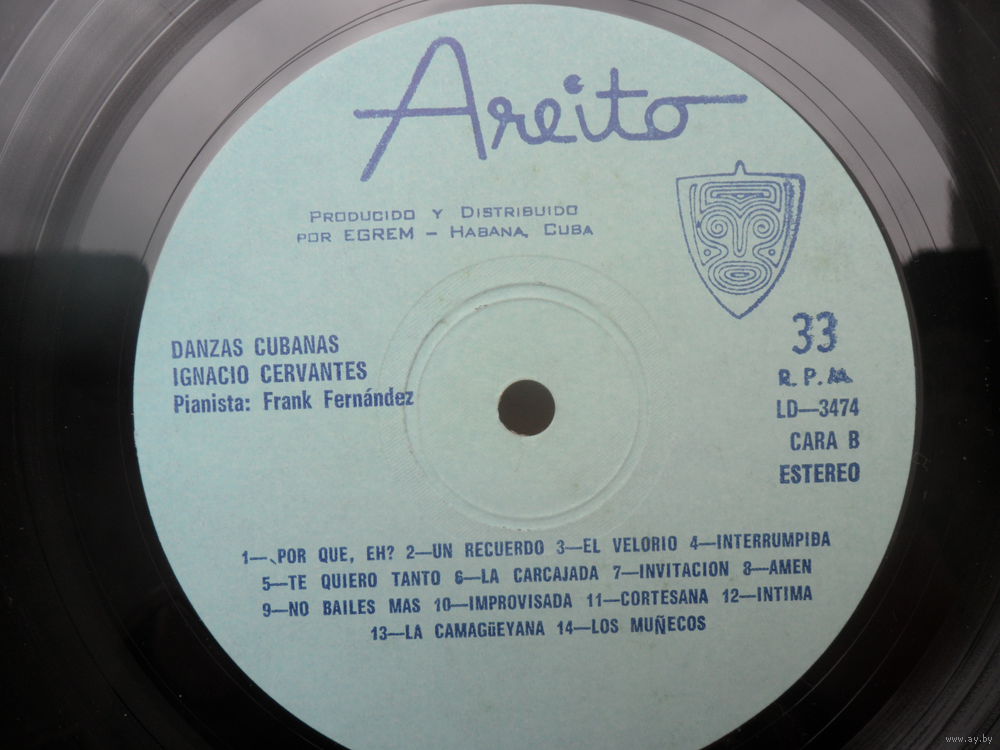 Areito
PRODUCIDO Y DISTRIBUIDO
POR EGREM – HABANA, CUBA
DANZAS CUBANAS
IGNACIO CERVANTES
Pianista: Frank Fernández
33
R.P.M.
LD—3474
CARA B
ESTEREO
1—¿POR QUE, EH? 2—UN RECUERDO 3—EL VELORIO 4—INTERRUMPIBA
5—TE QUIERO TANTO 6—LA CARCAJADA 7—INVITACION 8—AMEN
9—NO BAILES MAS 10—IMPROVISADA 11—CORTESANA 12—INTIMA
13—LA CAMAGüEYANA 14—LOS MUÑECOS
www.ay.by